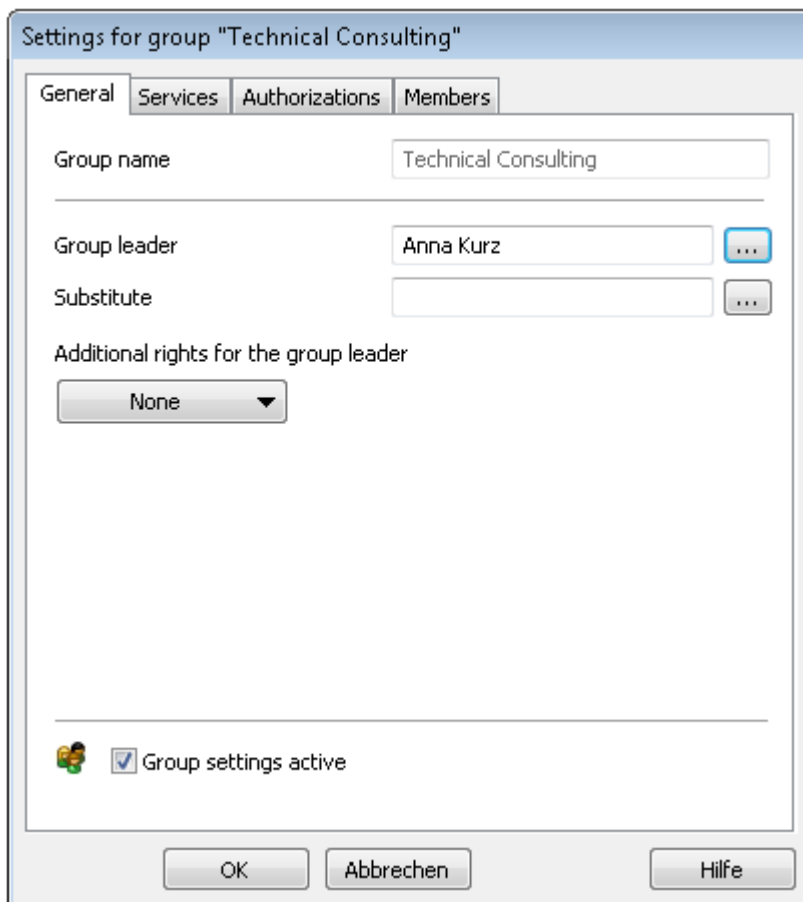 Settings for group "Technical Consulting"
General Services Authorizations Members
Group name Technical Consulting
Group leader Anna Kurz ...
Substitute ...
Additional rights for the group leader
None
Group settings active
OK Abbrechen Hilfe